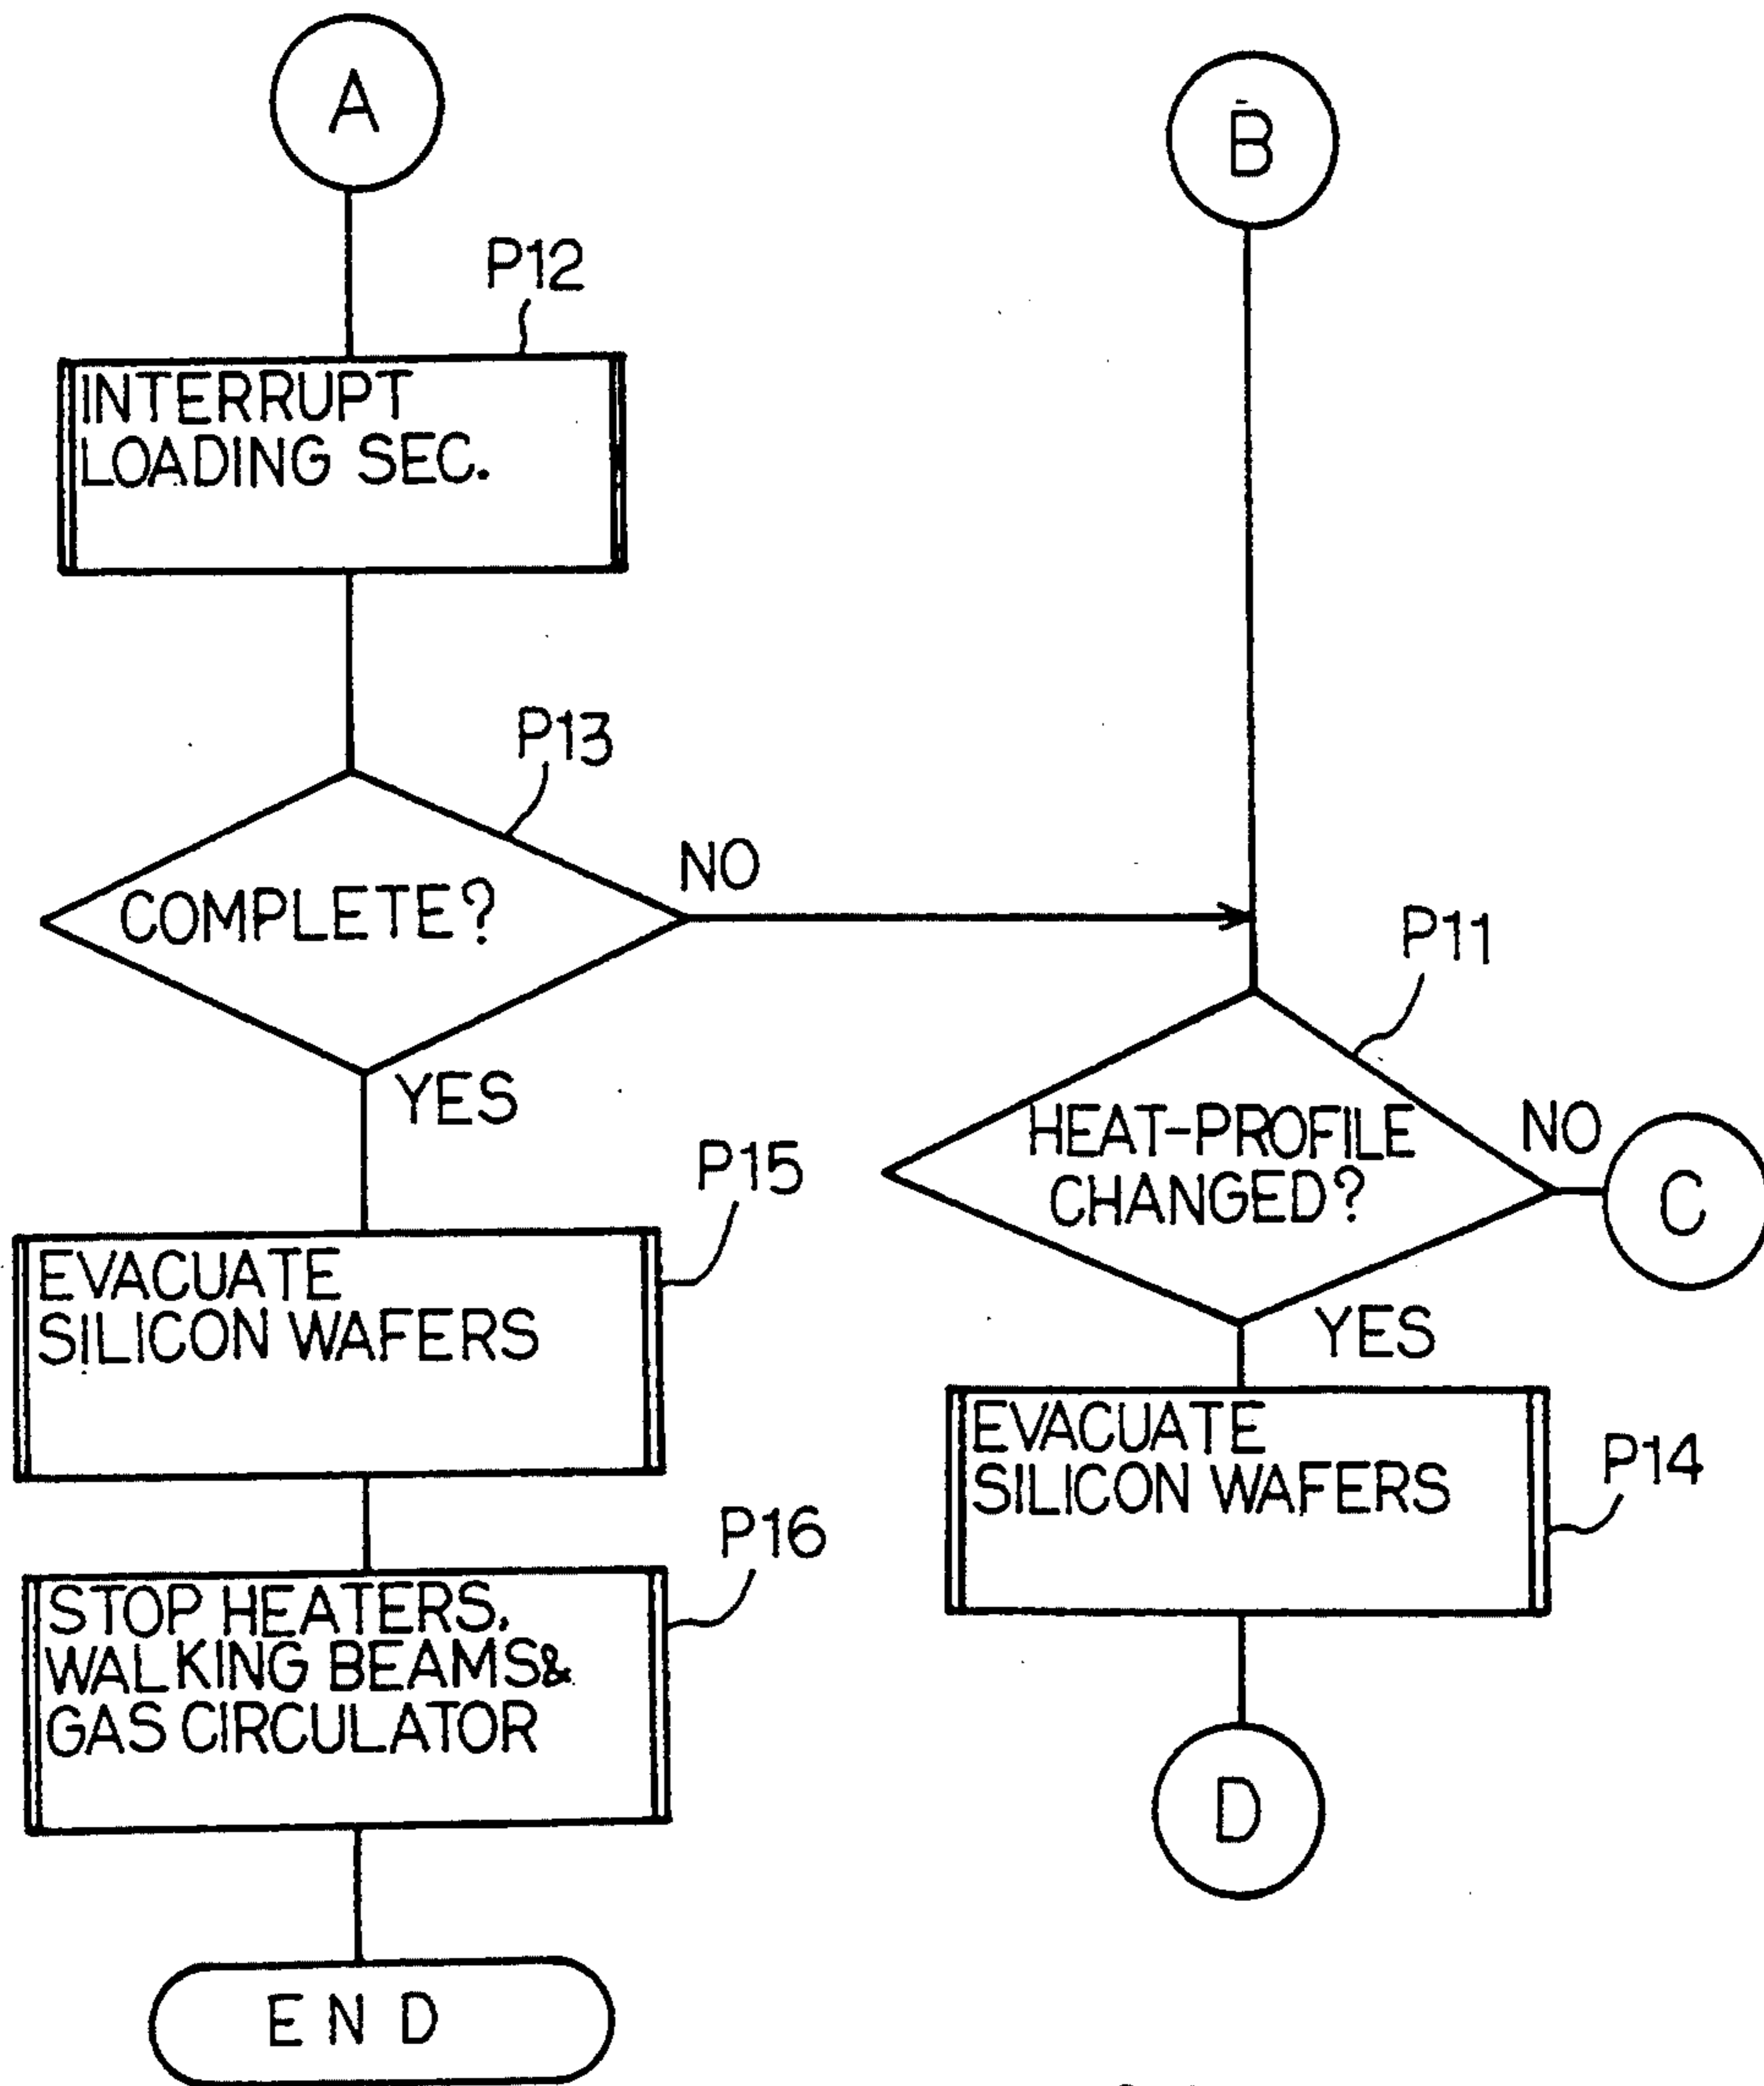 A
B
P12
INTERRUPT
LOADING SEC.
P13
COMPLETE?
NO
YES
P11
HEAT-PROFILE
CHANGED?
NO
C
YES
P15
EVACUATE
SILICON WAFERS
P14
EVACUATE
SILICON WAFERS
P16
STOP HEATERS,
WALKING BEAMS&
GAS CIRCULATOR
D
END